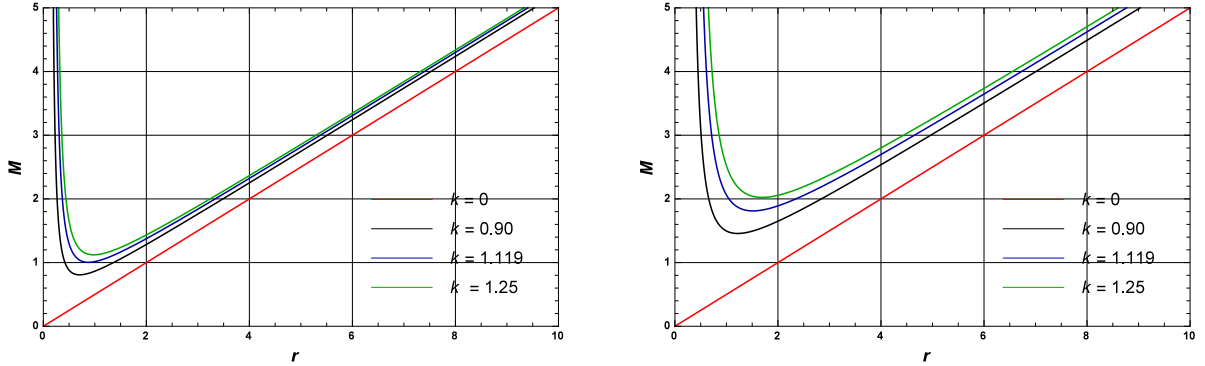 5
4
3
2
1
0
M
0 2 4 6 8 10
r
k = 0
k = 0.90
k = 1.119
k = 1.25
5
4
3
2
1
0
M
0 2 4 6 8 10
r
k = 0
k = 0.90
k = 1.119
k = 1.25